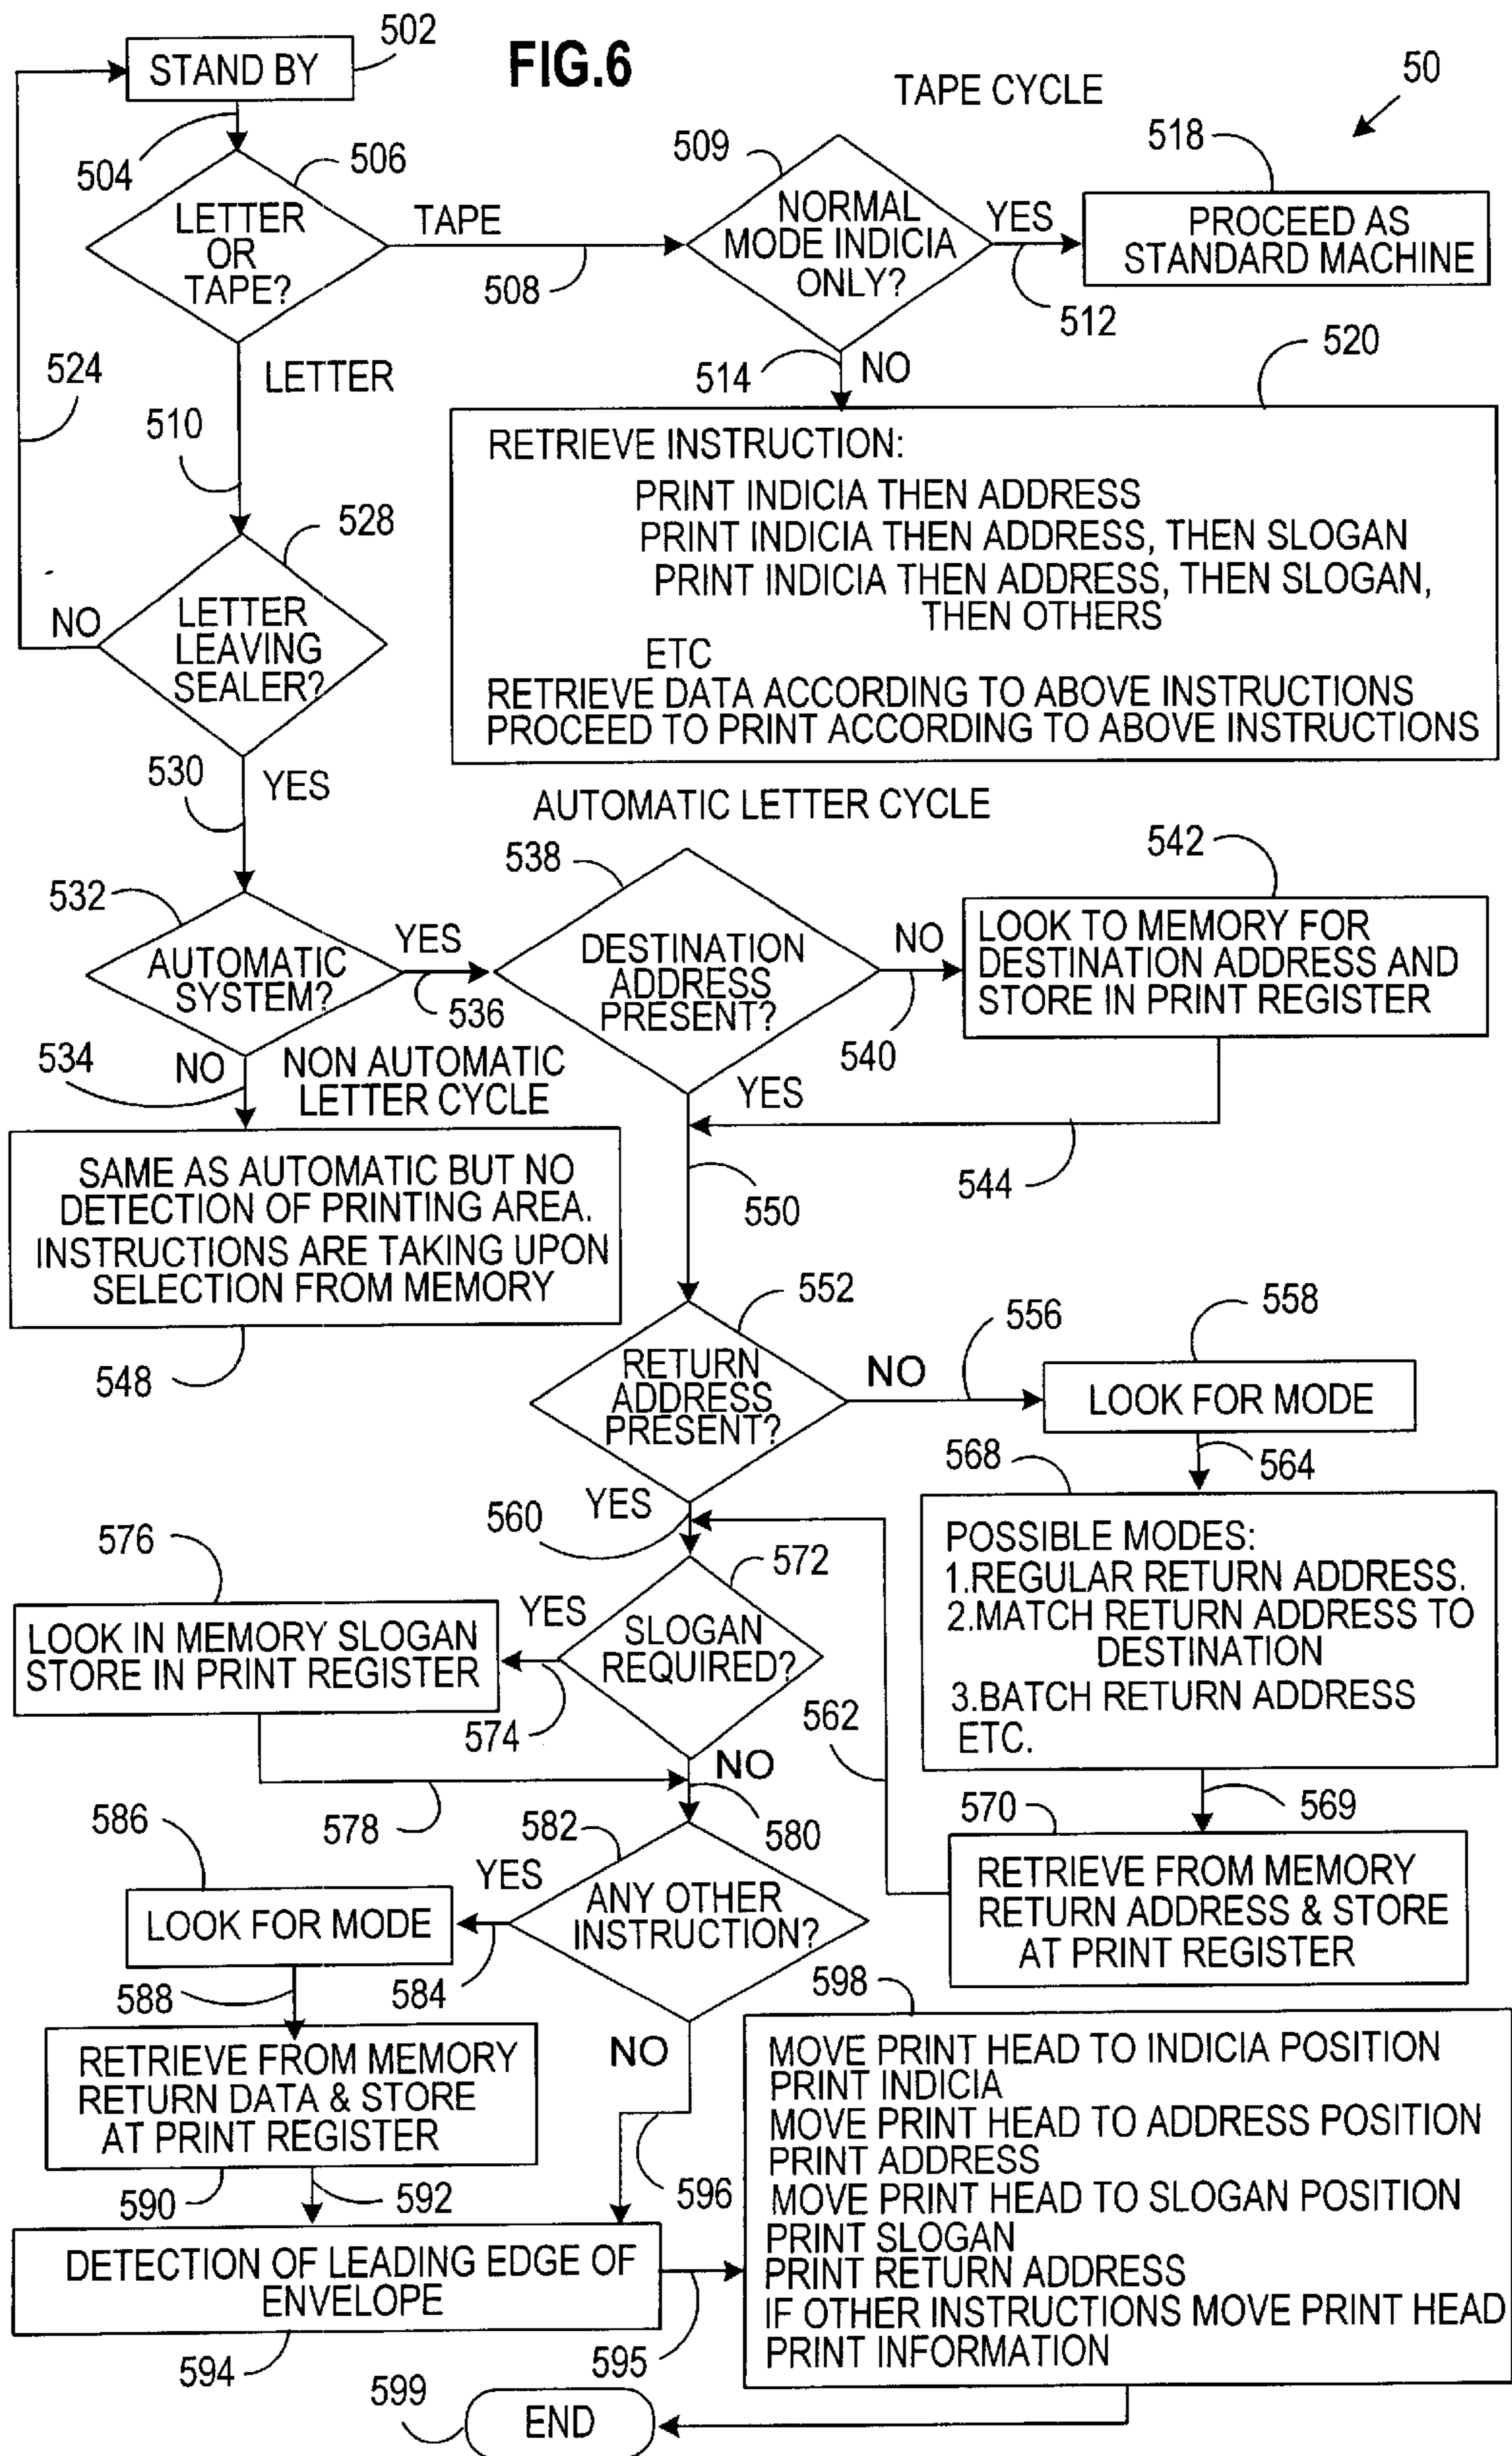 FIG.6
502
STAND BY
TAPE CYCLE
50
504
506
LETTER
OR
TAPE?
TAPE
508
509
NORMAL
MODE INDICIA
ONLY?
YES
512
518
PROCEED AS
STANDARD MACHINE
514
NO
520
RETRIEVE INSTRUCTION:
PRINT INDICIA THEN ADDRESS
PRINT INDICIA THEN ADDRESS, THEN SLOGAN
PRINT INDICIA THEN ADDRESS, THEN SLOGAN,
THEN OTHERS
ETC
RETRIEVE DATA ACCORDING TO ABOVE INSTRUCTIONS
PROCEED TO PRINT ACCORDING TO ABOVE INSTRUCTIONS
524
LETTER
510
528
NO
LETTER
LEAVING
SEALER?
530
YES
AUTOMATIC LETTER CYCLE
532
AUTOMATIC
SYSTEM?
YES
536
538
DESTINATION
ADDRESS
PRESENT?
NO
540
542
LOOK TO MEMORY FOR
DESTINATION ADDRESS AND
STORE IN PRINT REGISTER
534
NO
NON AUTOMATIC
LETTER CYCLE
YES
544
550
SAME AS AUTOMATIC BUT NO
DETECTION OF PRINTING AREA.
INSTRUCTIONS ARE TAKING UPON
SELECTION FROM MEMORY
548
552
RETURN
ADDRESS
PRESENT?
NO
556
558
LOOK FOR MODE
564
568
POSSIBLE MODES:
1.REGULAR RETURN ADDRESS.
2.MATCH RETURN ADDRESS TO
DESTINATION
3.BATCH RETURN ADDRESS
ETC.
569
570
RETRIEVE FROM MEMORY
RETURN ADDRESS & STORE
AT PRINT REGISTER
562
YES
560
572
SLOGAN
REQUIRED?
YES
574
576
LOOK IN MEMORY SLOGAN
STORE IN PRINT REGISTER
578
NO
580
582
ANY OTHER
INSTRUCTION?
YES
584
586
LOOK FOR MODE
588
RETRIEVE FROM MEMORY
RETURN DATA & STORE
AT PRINT REGISTER
590
592
NO
596
DETECTION OF LEADING EDGE OF
ENVELOPE
594
595
598
MOVE PRINT HEAD TO INDICIA POSITION
PRINT INDICIA
MOVE PRINT HEAD TO ADDRESS POSITION
PRINT ADDRESS
MOVE PRINT HEAD TO SLOGAN POSITION
PRINT SLOGAN
PRINT RETURN ADDRESS
IF OTHER INSTRUCTIONS MOVE PRINT HEAD
PRINT INFORMATION
599
END